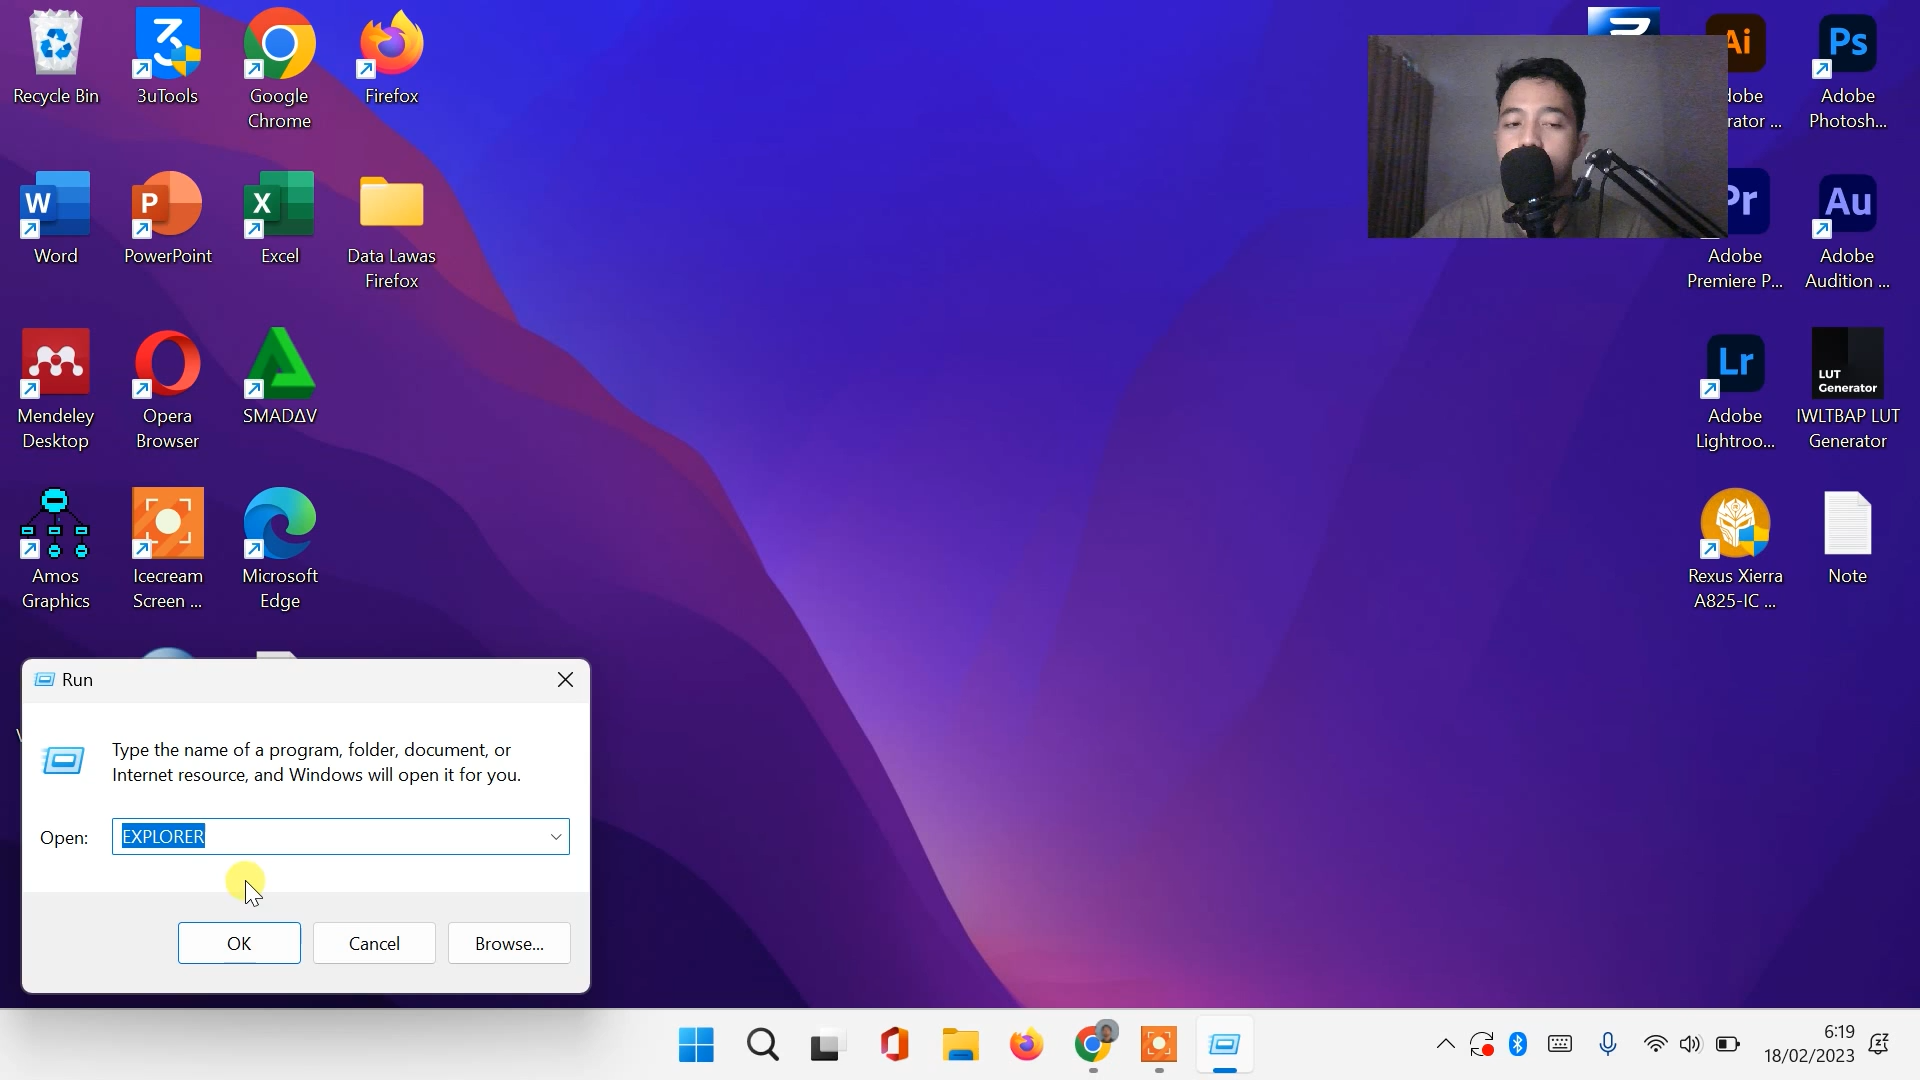 Recycle Bin
3uTools
Google
Chrome
Firefox
Ai
Ps
dobe
rator ...
Adobe
Photosh...
W
Word
P
PowerPoint
X
Excel
Data Lawas
Firefox
Pr
Au
Adobe
Premiere P...
Adobe
Audition ...
Mendeley
Desktop
Opera
Browser
SMADΔV
Lr
LUT
Generator
Adobe
Lightroo...
IWLTBAP LUT
Generator
Amos
Graphics
Icecream
Screen ...
Microsoft
Edge
Rexus Xierra
A825-IC ...
Note
Run
Type the name of a program, folder, document, or
Internet resource, and Windows will open it for you.
Open:
EXPLORER
OK
Cancel
Browse...
6:19
18/02/2023